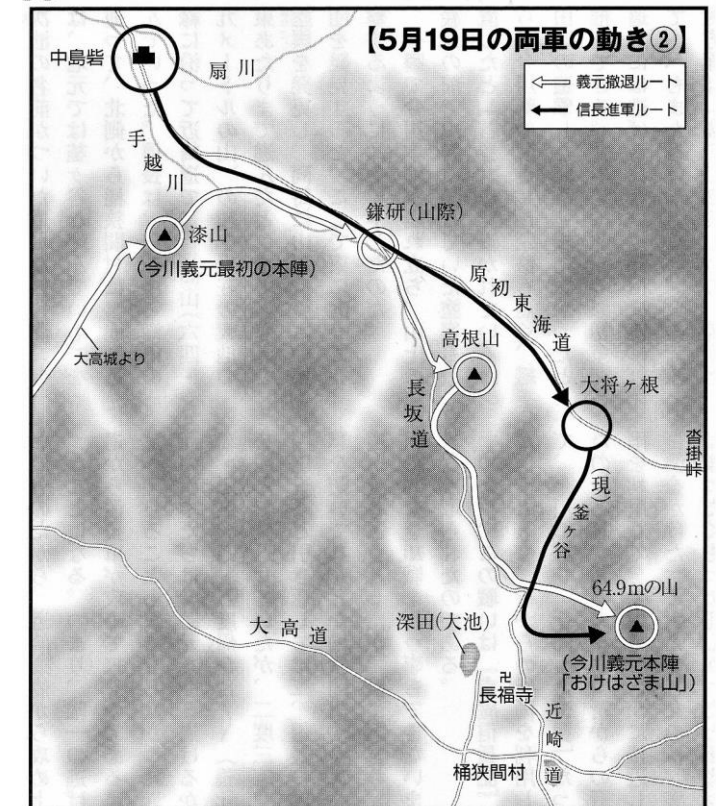 【5月19日の両軍の動き②】
義元撤退ルート
信長進軍ルート
中島砦
扇川
手越川
漆山
(今川義元最初の本陣)
鎌研(山際)
原初東海道
大高城より
高根山
長坂道
大将ヶ根
沓掛峠
(現)釜ヶ谷
64.9mの山
(今川義元本陣
「おけはざま山」)
大高道
深田(大池)
卍
長福寺
近崎道
桶狭間村